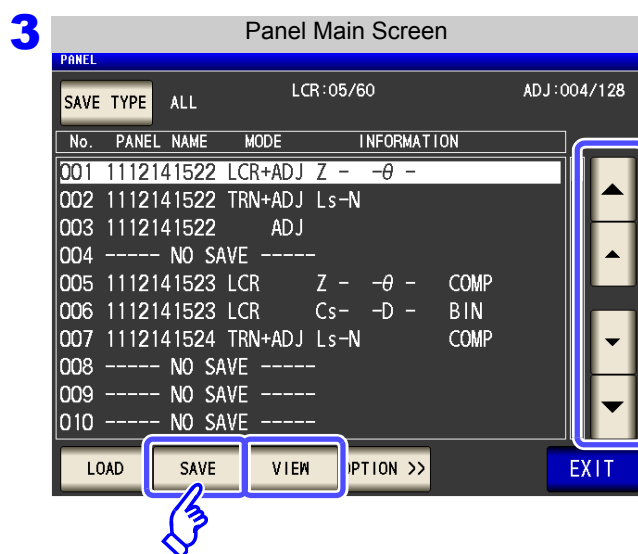 3
Panel Main Screen
PANEL
SAVE TYPE ALL LCR:05/60 ADJ:004/128
No. PANEL NAME MODE INFORMATION
001 1112141522 LCR+ADJ Z - -θ -
002 1112141522 TRN+ADJ Ls-N
003 1112141522 ADJ
004 ----- NO SAVE -----
005 1112141523 LCR Z - -θ - COMP
006 1112141523 LCR Cs- -D - BIN
007 1112141524 TRN+ADJ Ls-N COMP
008 ----- NO SAVE -----
009 ----- NO SAVE -----
010 ----- NO SAVE -----
LOAD SAVE VIEW OPTION >> EXIT